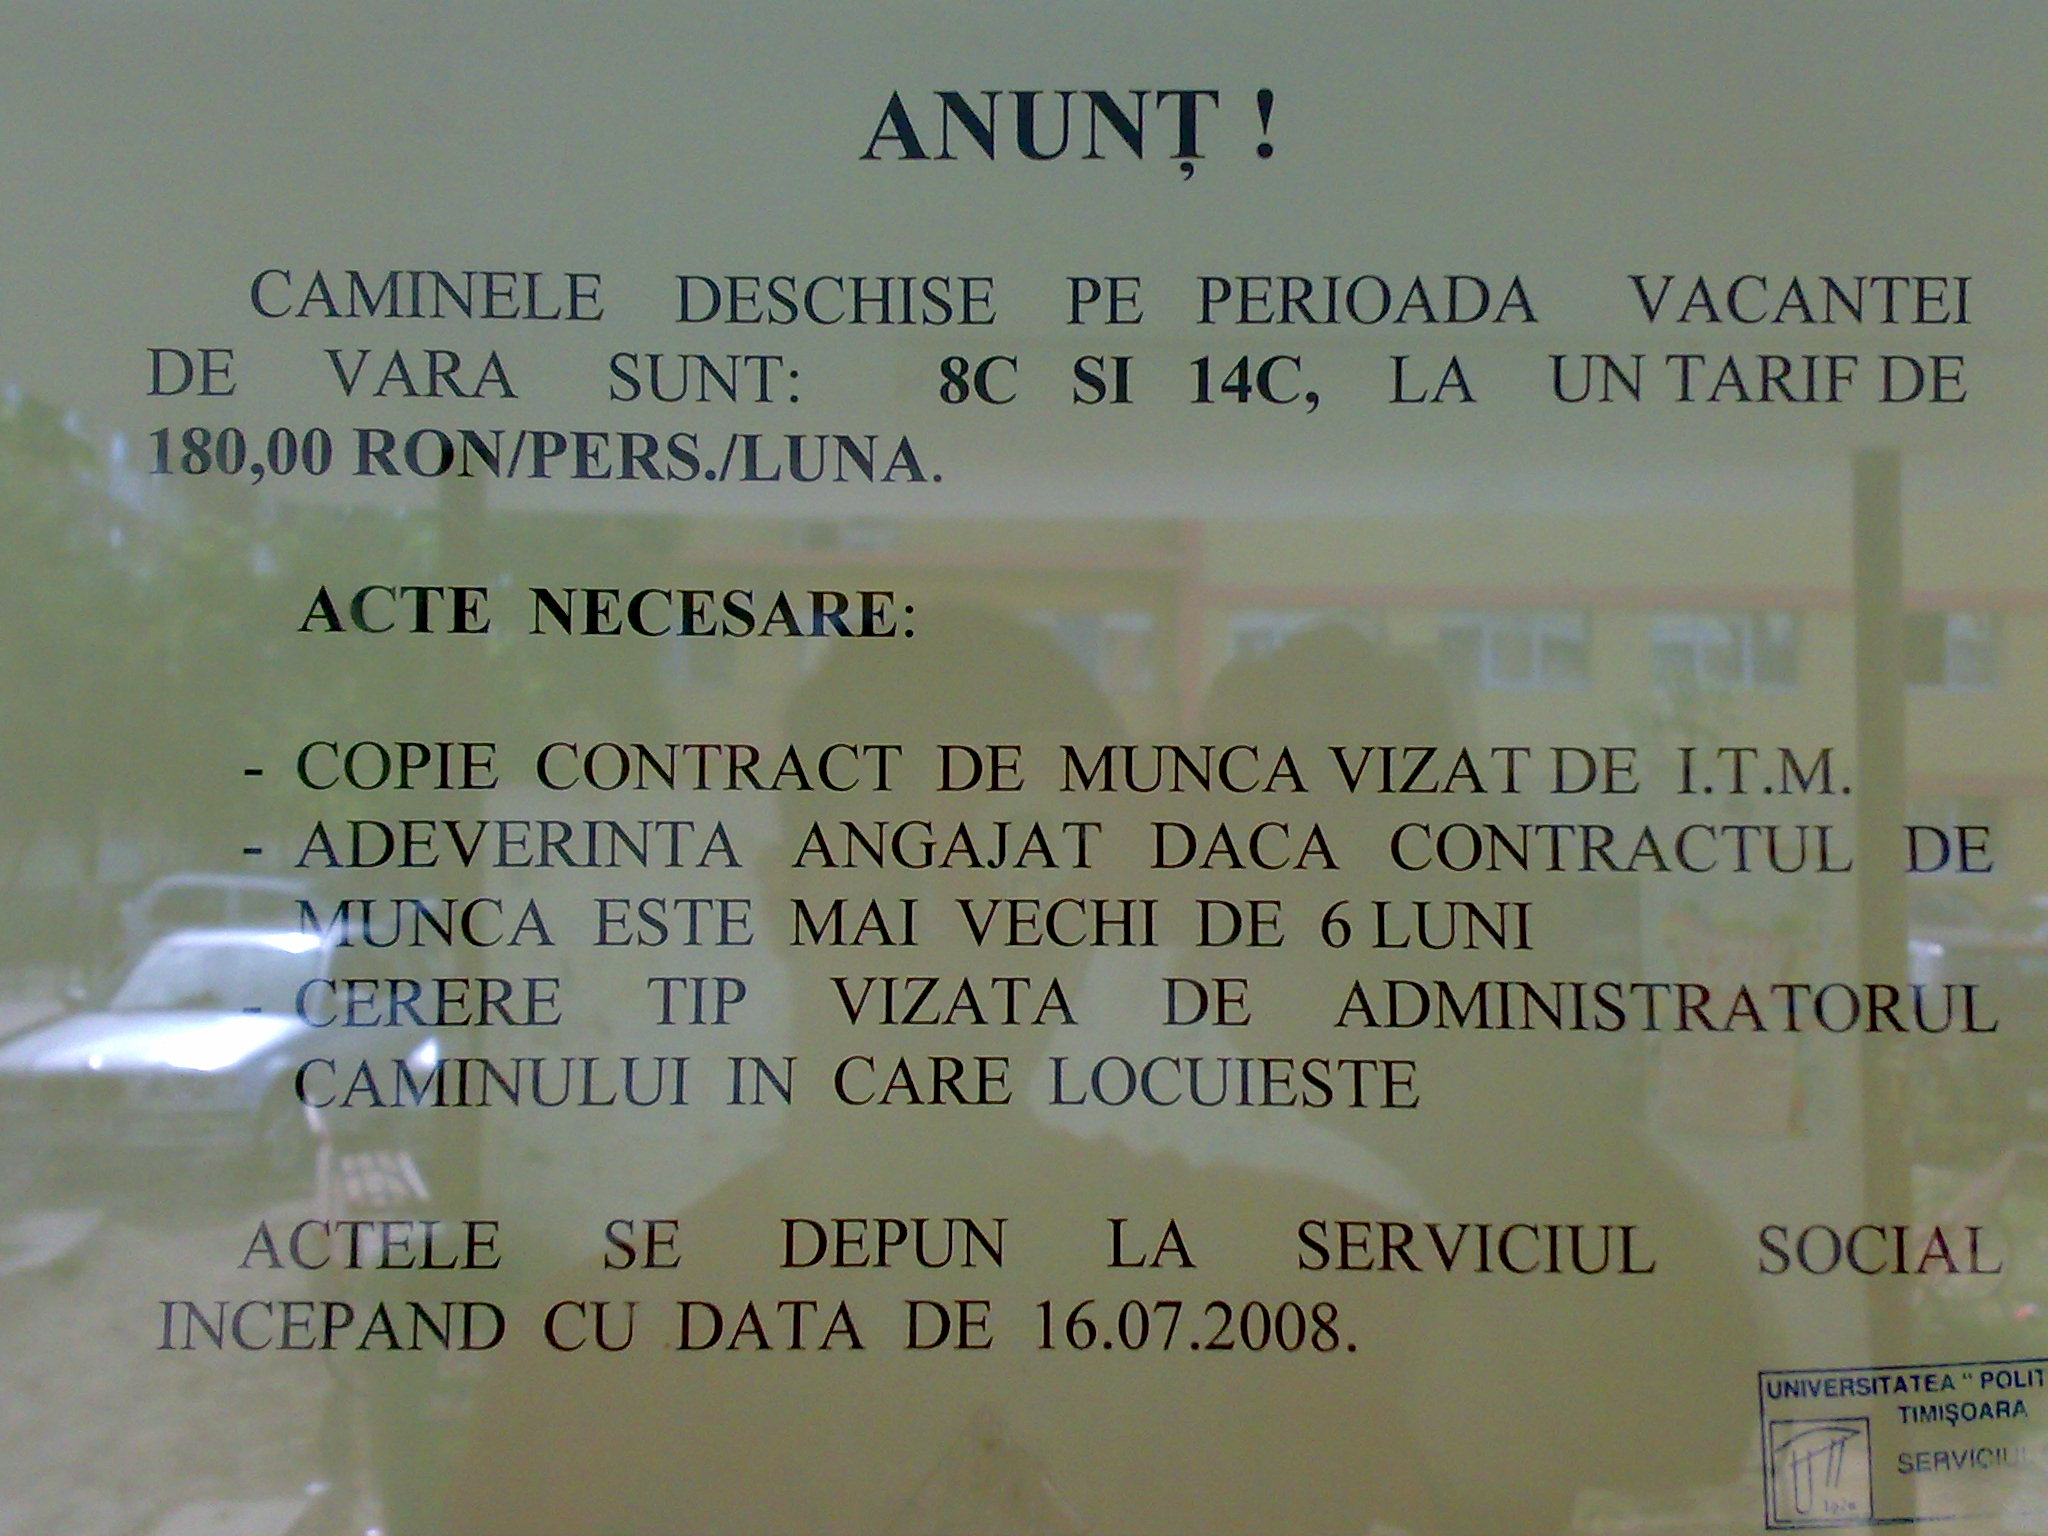 ANUNȚ !
CAMINELE DESCHISE PE PERIOADA VACANTEI
DE VARA SUNT: 8C SI 14C, LA UN TARIF DE
180,00 RON/PERS./LUNA.
ACTE NECESARE:
- COPIE CONTRACT DE MUNCA VIZAT DE I.T.M.
- ADEVERINTA ANGAJAT DACA CONTRACTUL DE
MUNCA ESTE MAI VECHI DE 6 LUNI
- CERERE TIP VIZATA DE ADMINISTRATORUL
CAMINULUI IN CARE LOCUIESTE
ACTELE SE DEPUN LA SERVICIUL SOCIAL
INCEPAND CU DATA DE 16.07.2008.
UNIVERSITATEA " POLIT
TIMIŞOARA
SERVICIUL